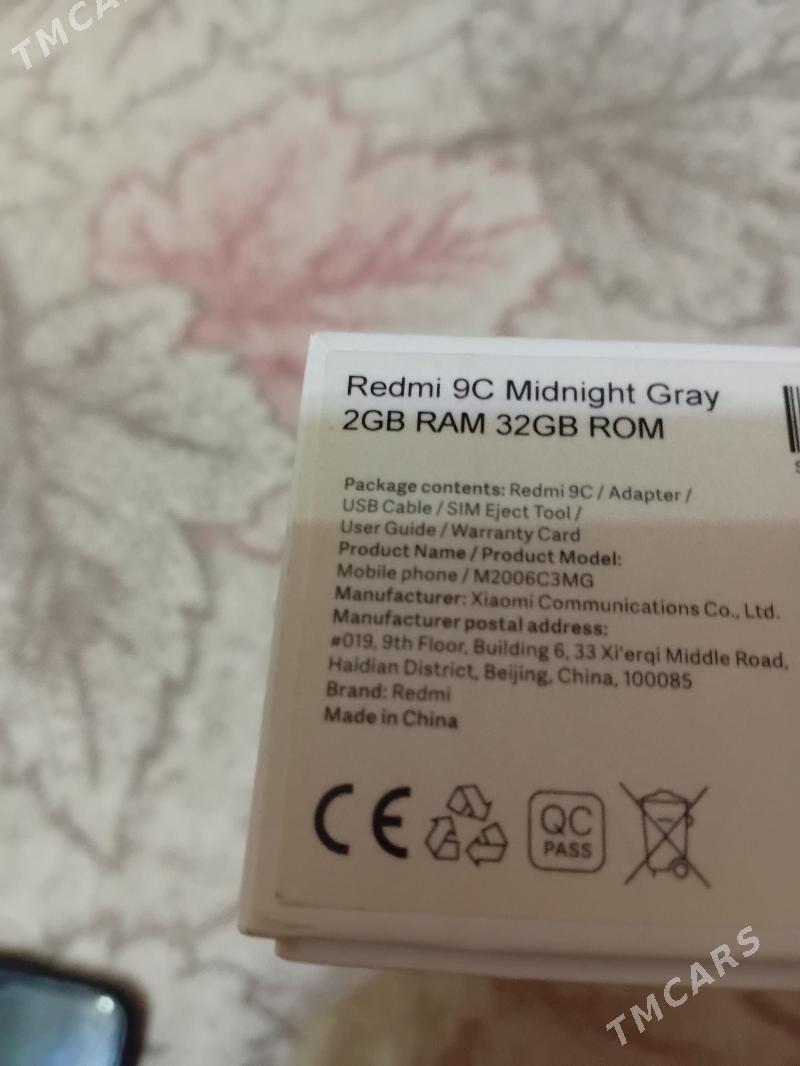 TMCARS
Redmi 9C Midnight Gray
2GB RAM 32GB ROM
Package contents: Redmi 9C / Adapter /
USB Cable / SIM Eject Tool /
User Guide / Warranty Card
Product Name / Product Model:
Mobile phone / M2006C3MG
Manufacturer: Xiaomi Communications Co., Ltd.
Manufacturer postal address:
#019, 9th Floor, Building 6, 33 Xi'erqi Middle Road,
Haidian District, Beijing, China, 100085
Brand: Redmi
Made in China
CE
QC
PASS
TMCARS